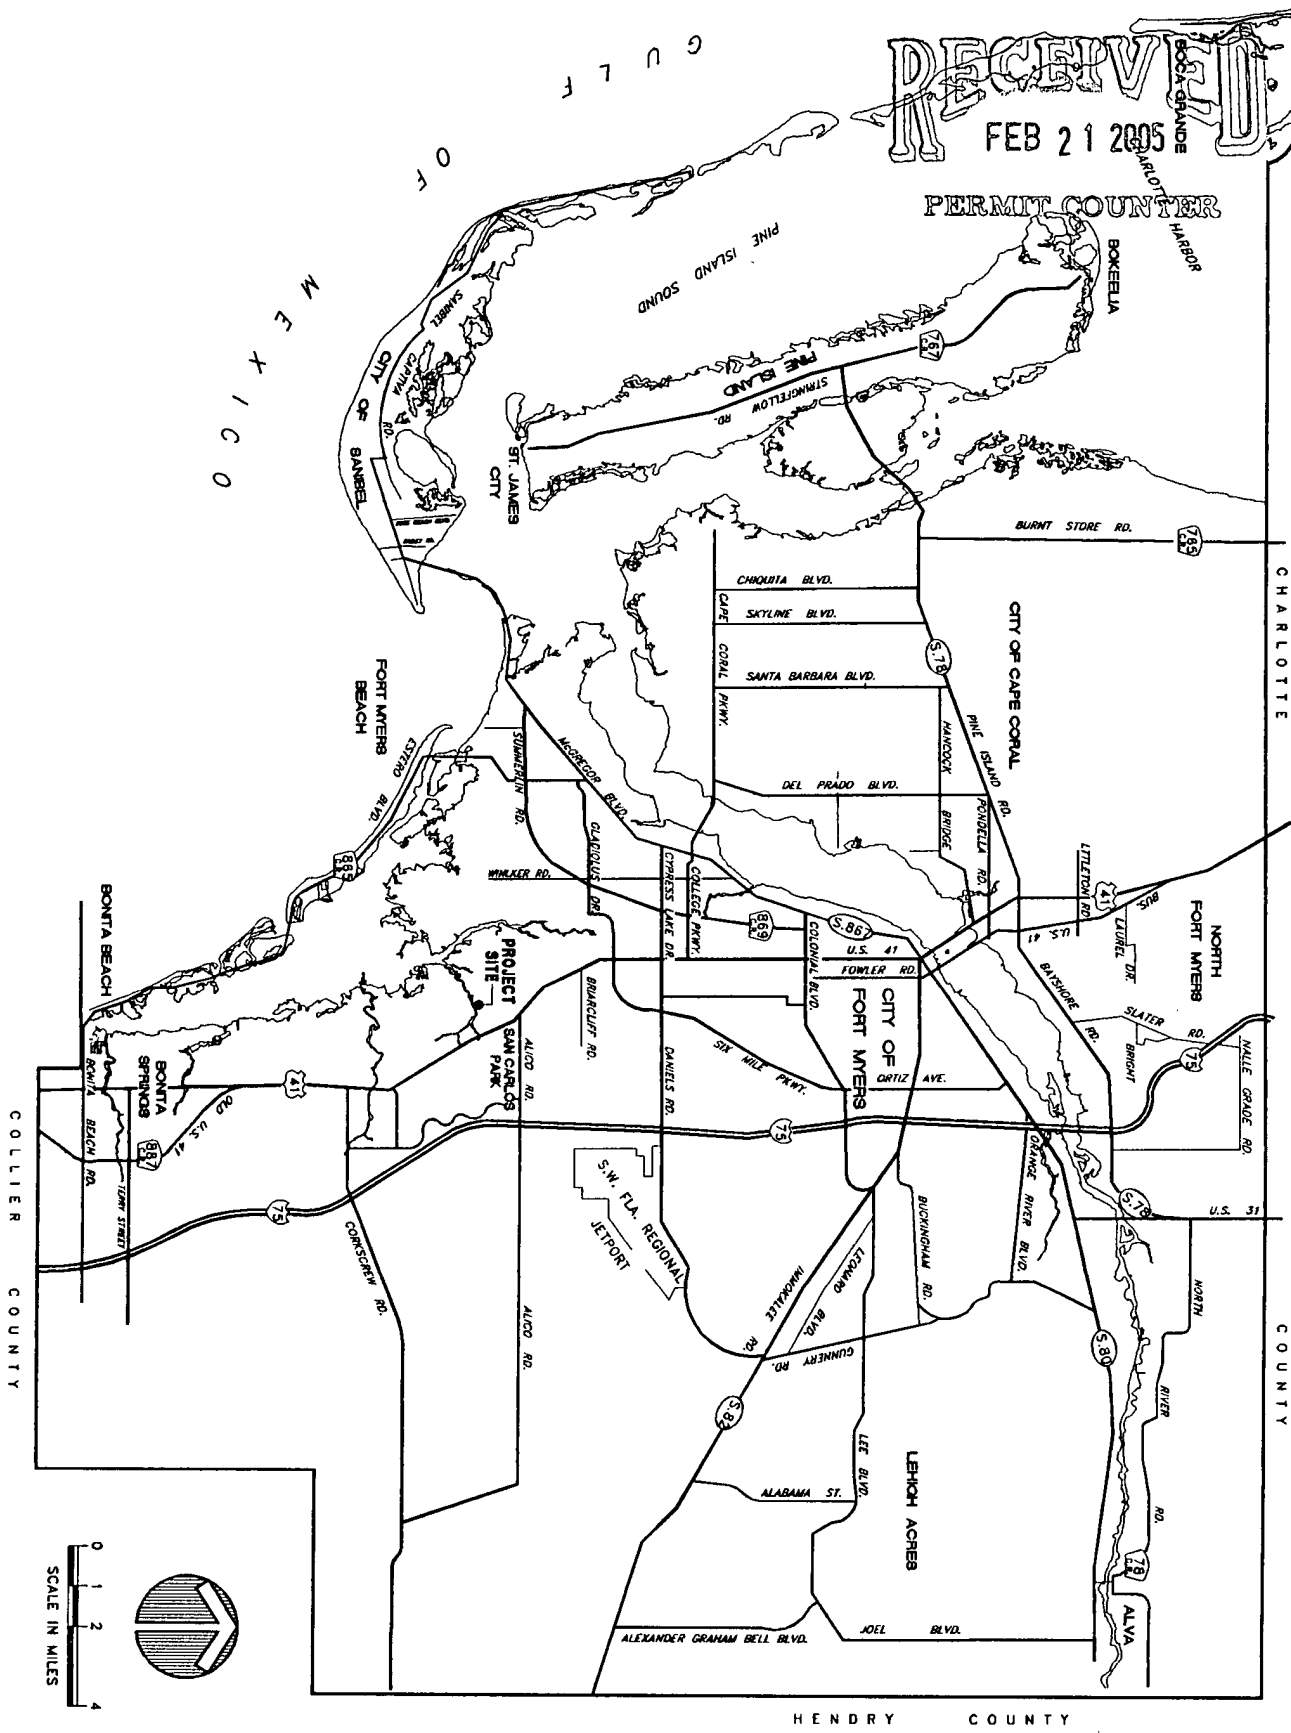 RECEIVED
FEB 21 2005
PERMIT COUNTER
BOCA GRANDE
CHARLOTTE HARBOR
GULF OF MEXICO
PINE ISLAND SOUND
BOKEELIA
767
C.R.
PINE ISLAND
STRINGFELLOW RD.
ST. JAMES
CITY
SANIBEL CAPTIVA RD.
CITY OF SANIBEL
BURNT STORE RD.
765
C.R.
CHARLOTTE COUNTY
CHIQUITA BLVD.
SKYLINE BLVD.
SANTA BARBARA BLVD.
CAPE CORAL PKWY.
CITY OF CAPE CORAL
S.78
PINE ISLAND RD.
HANCOCK BRIDGE
DEL PRADO BLVD.
PONDELLA RD.
LITTLETON RD.
BUS. 41
U.S. 41
LAUREL DR.
NORTH
FORT MYERS
BAYSHORE RD.
SLATER RD.
BRIGHT
NALLE GRADE RD.
75
FORT MYERS
BEACH
ESTERO BLVD.
865
C.R.
SUMMERLIN RD.
McGREGOR BLVD.
GLADIOLUS DR.
WINKLER RD.
CYPRESS LAKE DR.
COLLEGE PKWY.
869
C.R.
COLONIAL BLVD.
S.867
U.S. 41
FOWLER RD.
CITY OF
FORT MYERS
ORTIZ AVE.
SIX MILE PKWY.
BRIARCLIFF RD.
DANIELS RD.
PROJECT
SITE
SAN CARLOS
PARK
ALICO RD.
BONITA BEACH
BONITA
SPRINGS
BONITA BEACH RD.
41
OLD U.S. 41
887
C.R.
TERRY STREET
75
75
CORKSCREW RD.
ALICO RD.
S.W. FLA. REGIONAL
JETPORT
ORANGE RIVER BLVD.
BUCKINGHAM RD.
LEONARD BLVD.
IMMOKALEE RD.
GUNNERY RD.
S.78
U.S. 31
NORTH RIVER RD.
S.80
S.82
LEE BLVD.
LEHIGH ACRES
ALABAMA ST.
78
C.R.
ALVA
JOEL BLVD.
ALEXANDER GRAHAM BELL BLVD.
COLLIER COUNTY
HENDRY COUNTY
0 1 2 4
SCALE IN MILES